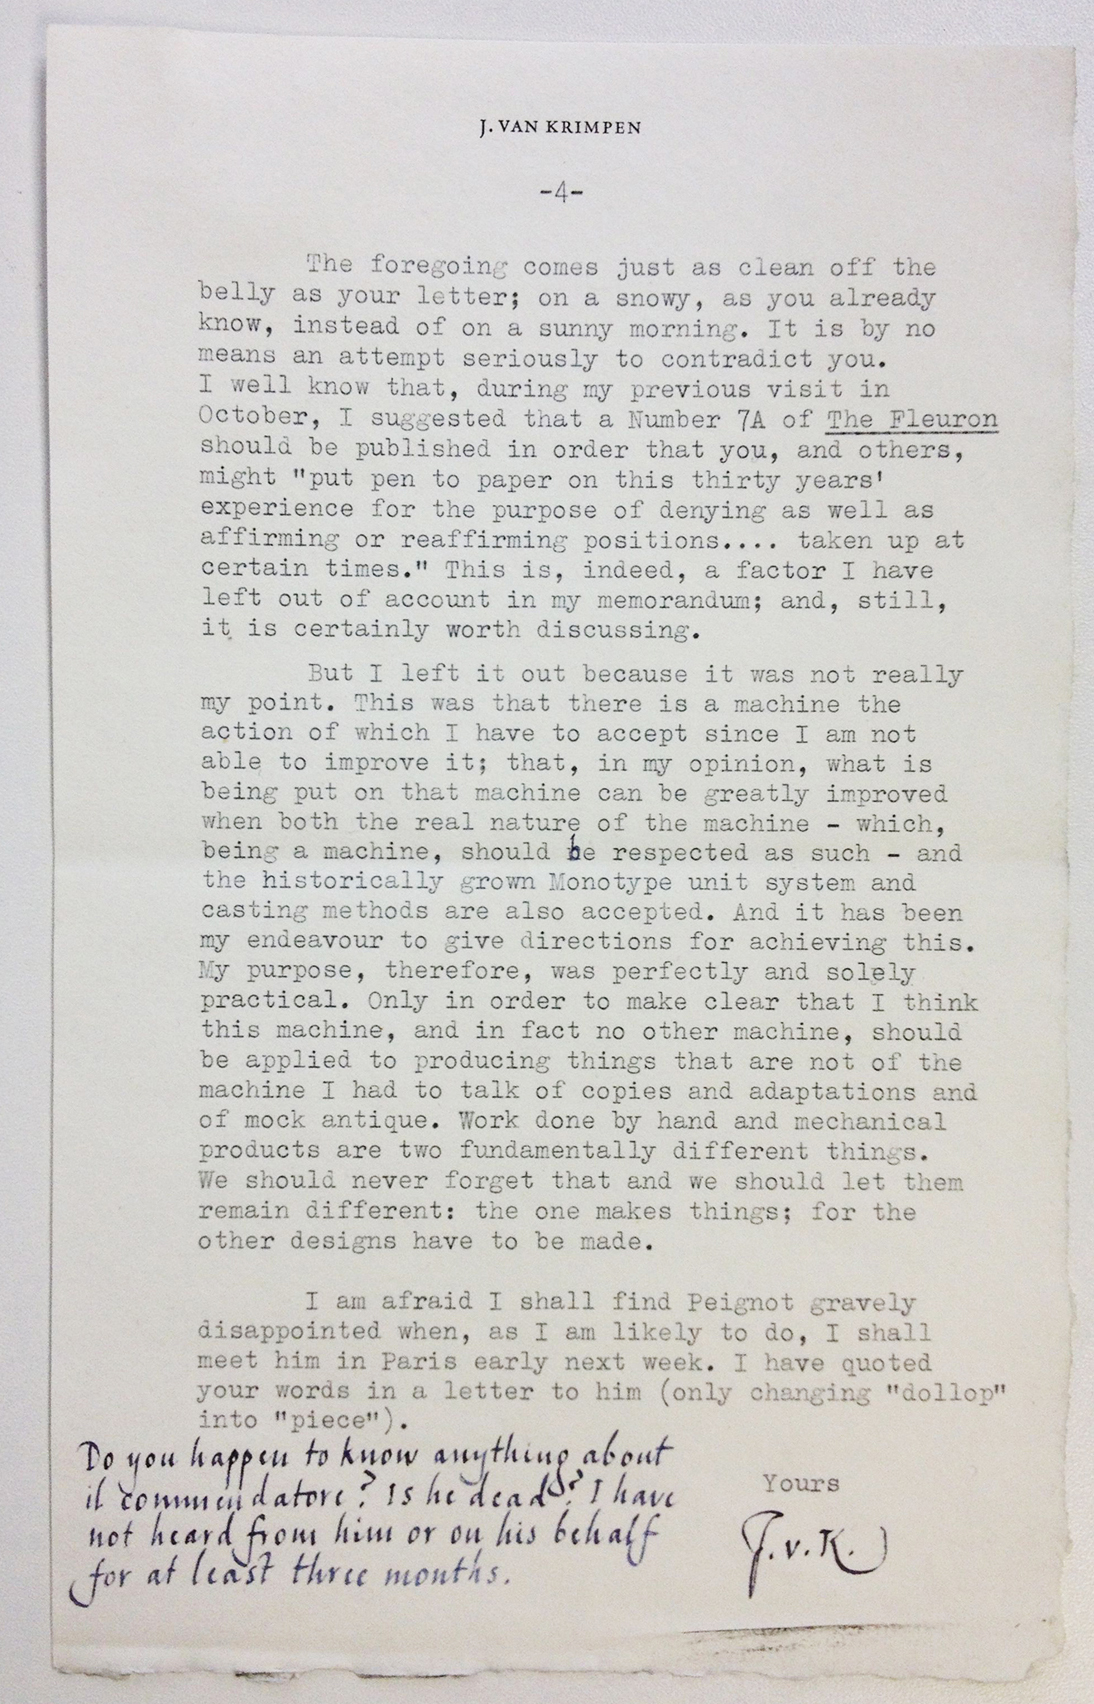 J. VAN KRIMPEN
-4-
The foregoing comes just as clean off the
belly as your letter; on a snowy, as you already
know, instead of on a sunny morning. It is by no
means an attempt seriously to contradict you.
I well know that, during my previous visit in
October, I suggested that a Number 7A of The Fleuron
should be published in order that you, and others,
might "put pen to paper on this thirty years'
experience for the purpose of denying as well as
affirming or reaffirming positions.... taken up at
certain times." This is, indeed, a factor I have
left out of account in my memorandum; and, still,
it is certainly worth discussing.
But I left it out because it was not really
my point. This was that there is a machine the
action of which I have to accept since I am not
able to improve it; that, in my opinion, what is
being put on that machine can be greatly improved
when both the real nature of the machine - which,
being a machine, should be respected as such - and
the historically grown Monotype unit system and
casting methods are also accepted. And it has been
my endeavour to give directions for achieving this.
My purpose, therefore, was perfectly and solely
practical. Only in order to make clear that I think
this machine, and in fact no other machine, should
be applied to producing things that are not of the
machine I had to talk of copies and adaptations and
of mock antique. Work done by hand and mechanical
products are two fundamentally different things.
We should never forget that and we should let them
remain different: the one makes things; for the
other designs have to be made.
I am afraid I shall find Peignot gravely
disappointed when, as I am likely to do, I shall
meet him in Paris early next week. I have quoted
your words in a letter to him (only changing "dollop"
into "piece").
Do you happen to know anything about
il commendatore? Is he dead? I have
not heard from him or on his behalf
for at least three months.
Yours
J.v.K.